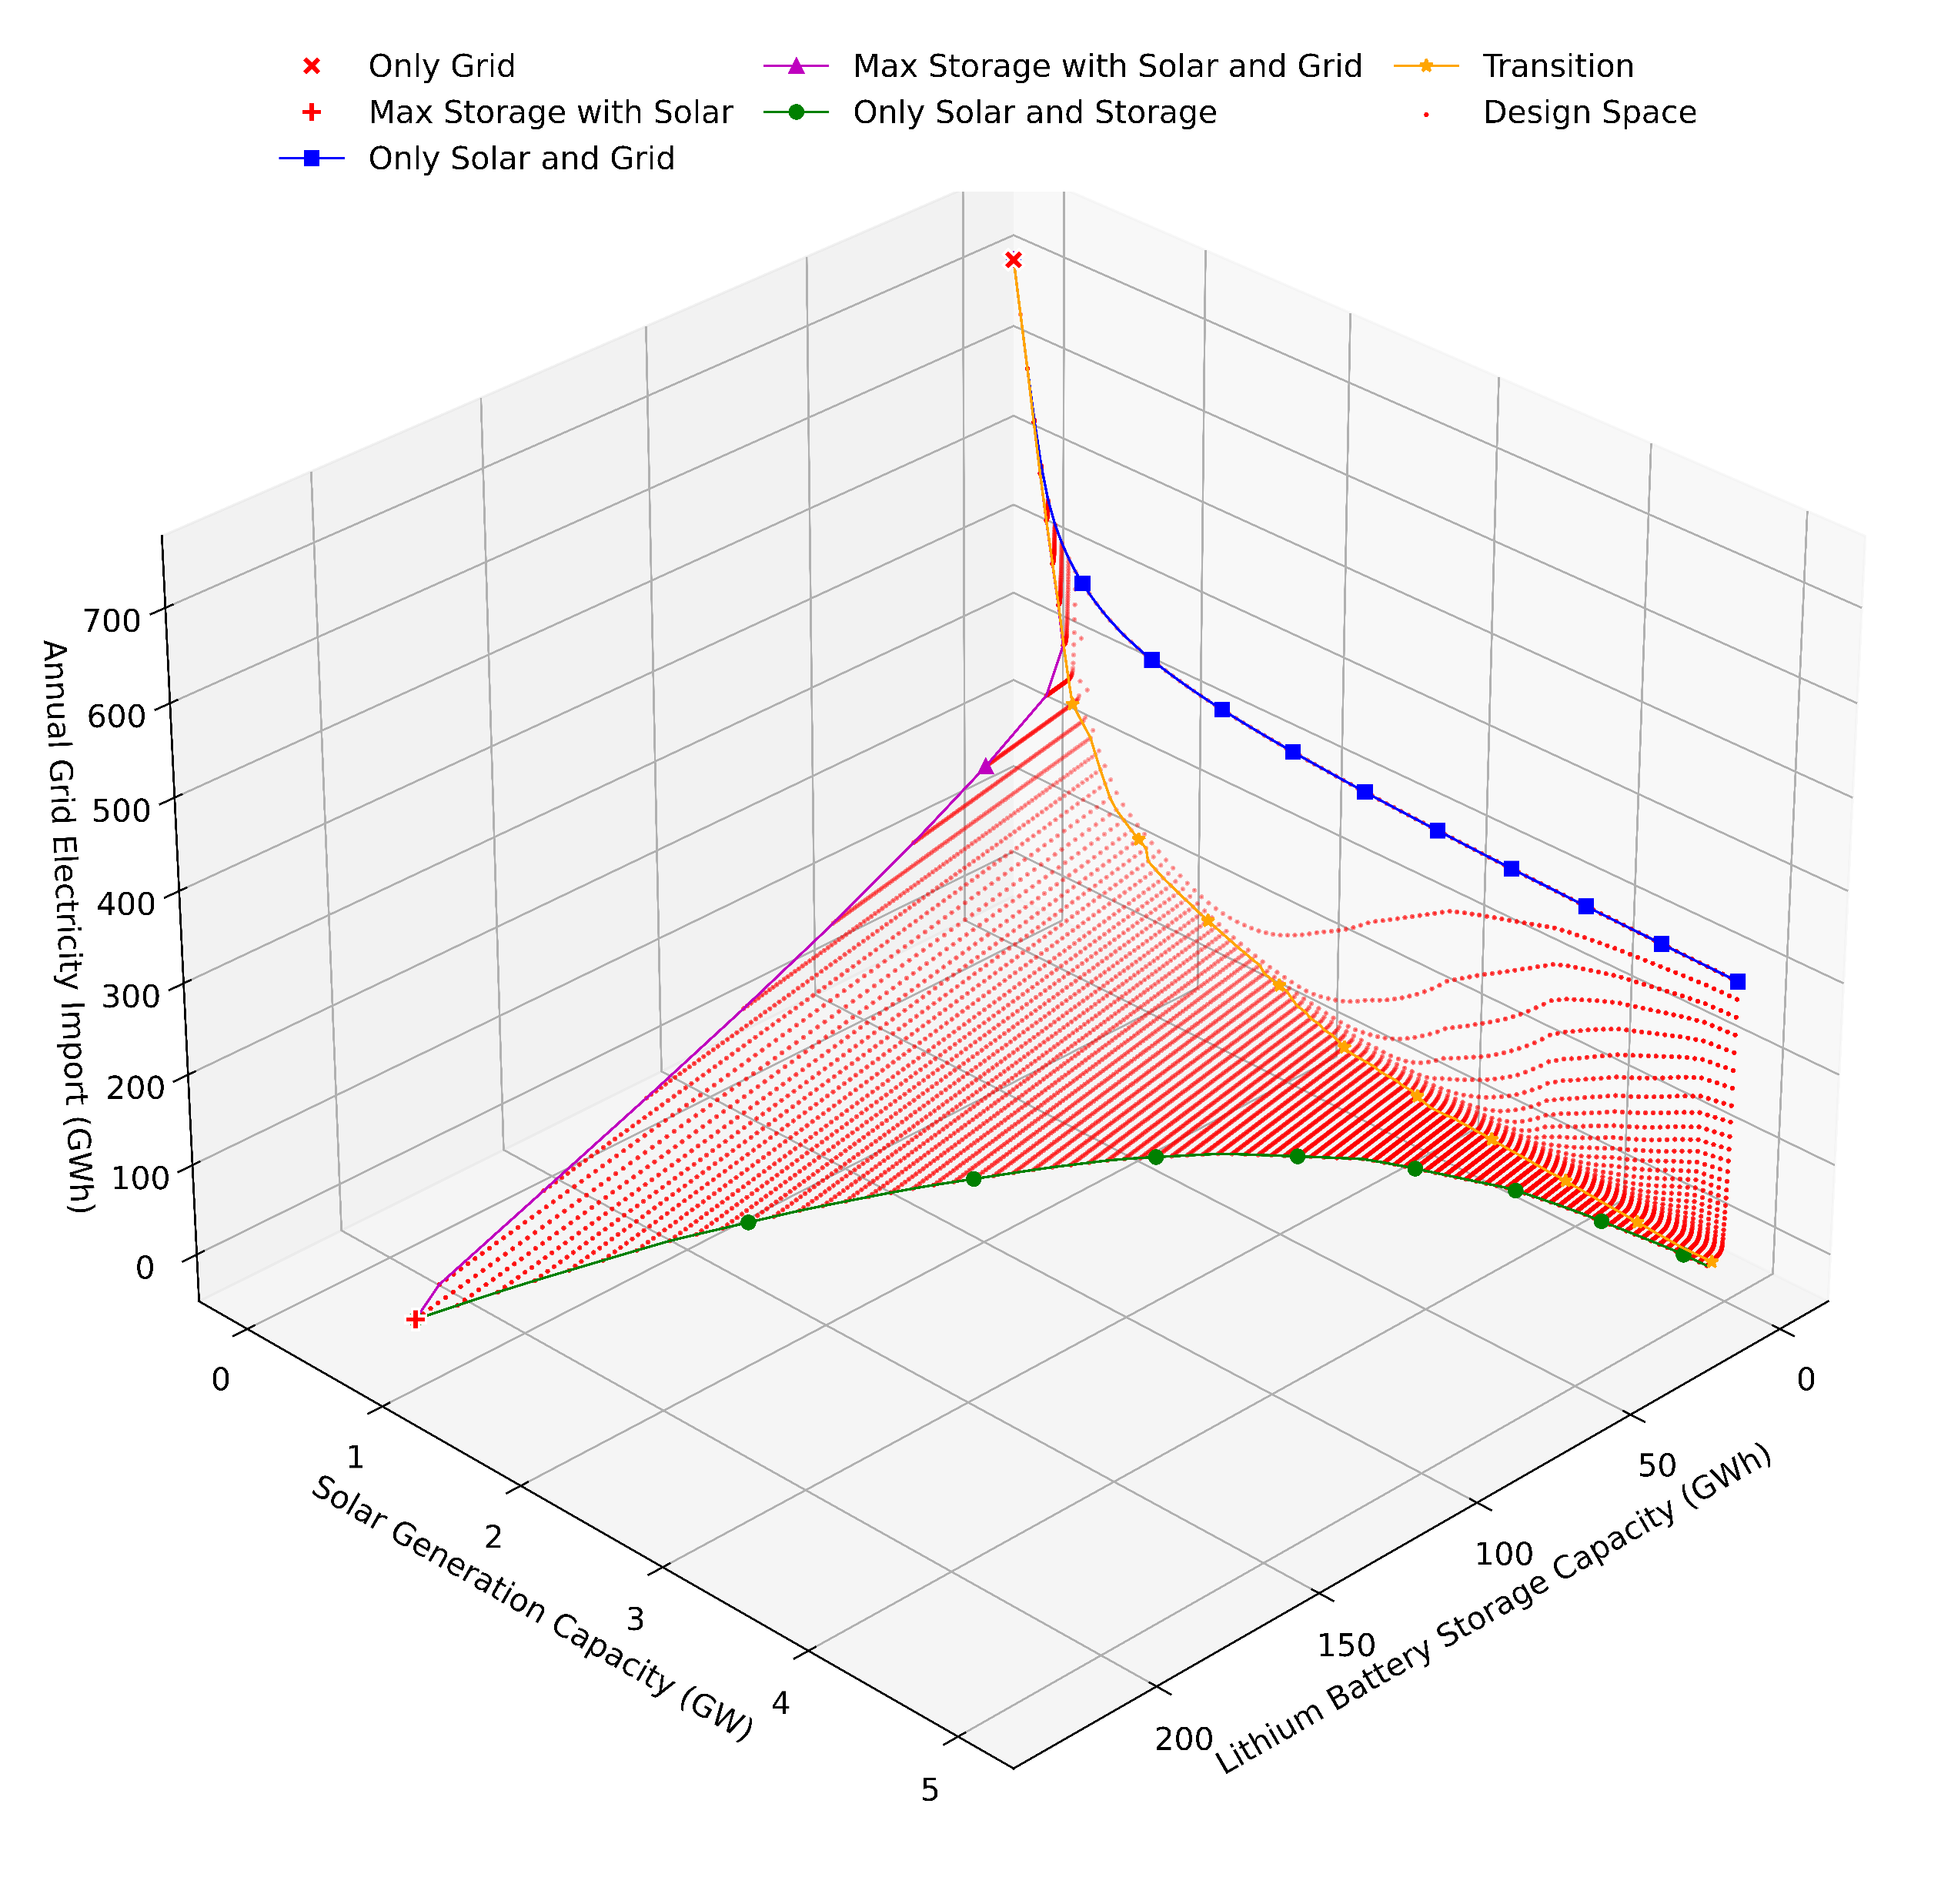 Only Grid
Max Storage with Solar
Only Solar and Grid
Max Storage with Solar and Grid
Only Solar and Storage
Transition
Design Space
Annual Grid Electricity Import (GWh)
700
600
500
400
300
200
100
0
0
1
2
3
4
5
Solar Generation Capacity (GW)
0
50
100
150
200
Lithium Battery Storage Capacity (GWh)